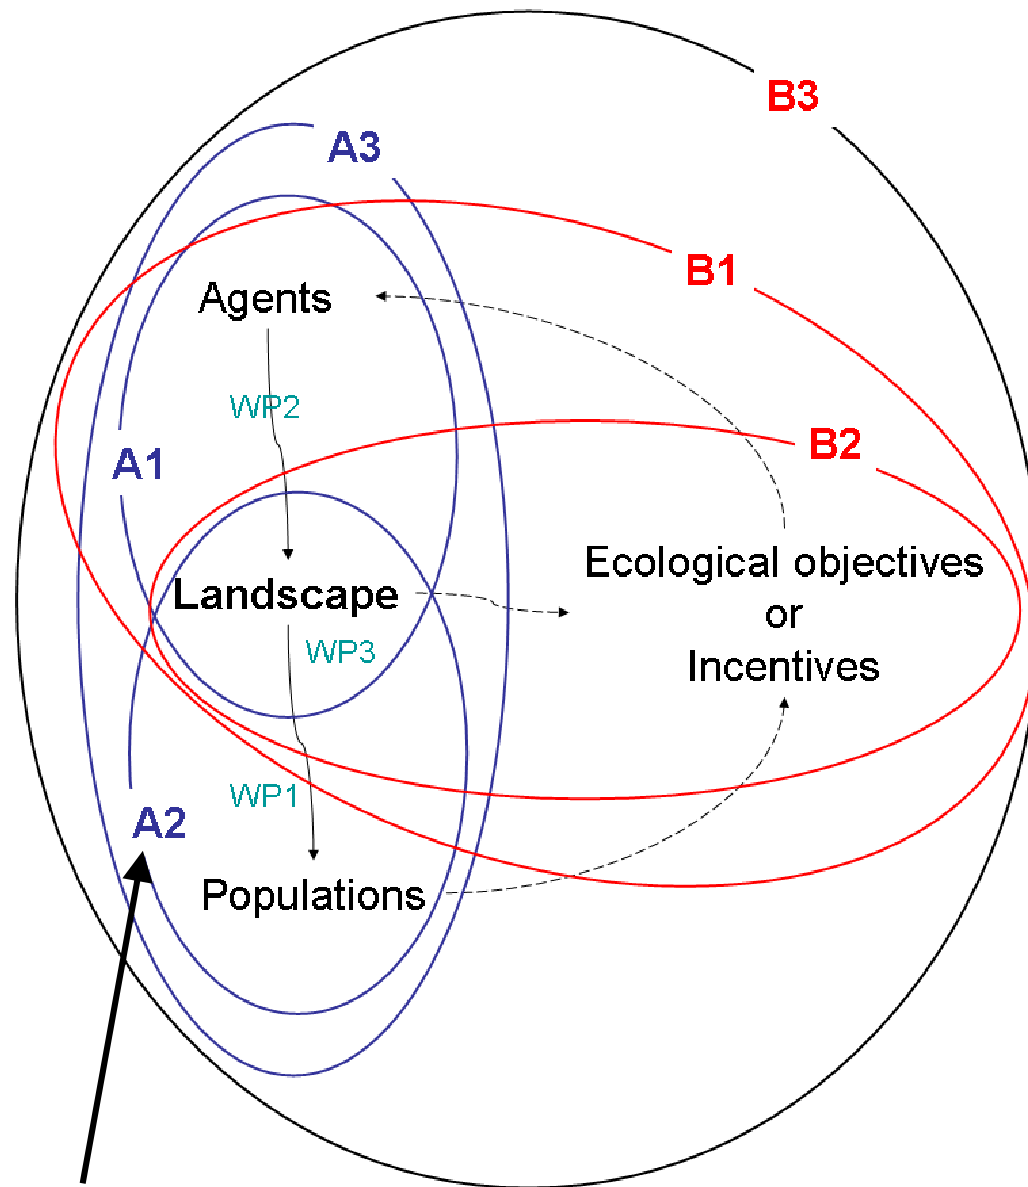 B3
A3
B1
Agents
WP2
B2
A1
Ecological objectives
or
Incentives
Landscape
WP3
WP1
A2
Populations